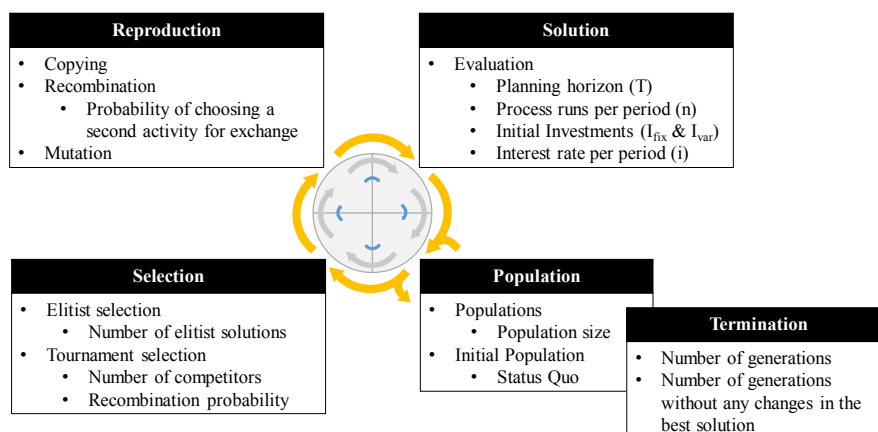 Reproduction
• Copying
• Recombination
• Probability of choosing a
second activity for exchange
• Mutation
Solution
• Evaluation
• Planning horizon (T)
• Process runs per period (n)
• Initial Investments (Ifix & Ivar)
• Interest rate per period (i)
Selection
• Elitist selection
• Number of elitist solutions
• Tournament selection
• Number of competitors
• Recombination probability
Population
• Populations
• Population size
• Initial Population
• Status Quo
Termination
• Number of generations
• Number of generations
without any changes in the
best solution